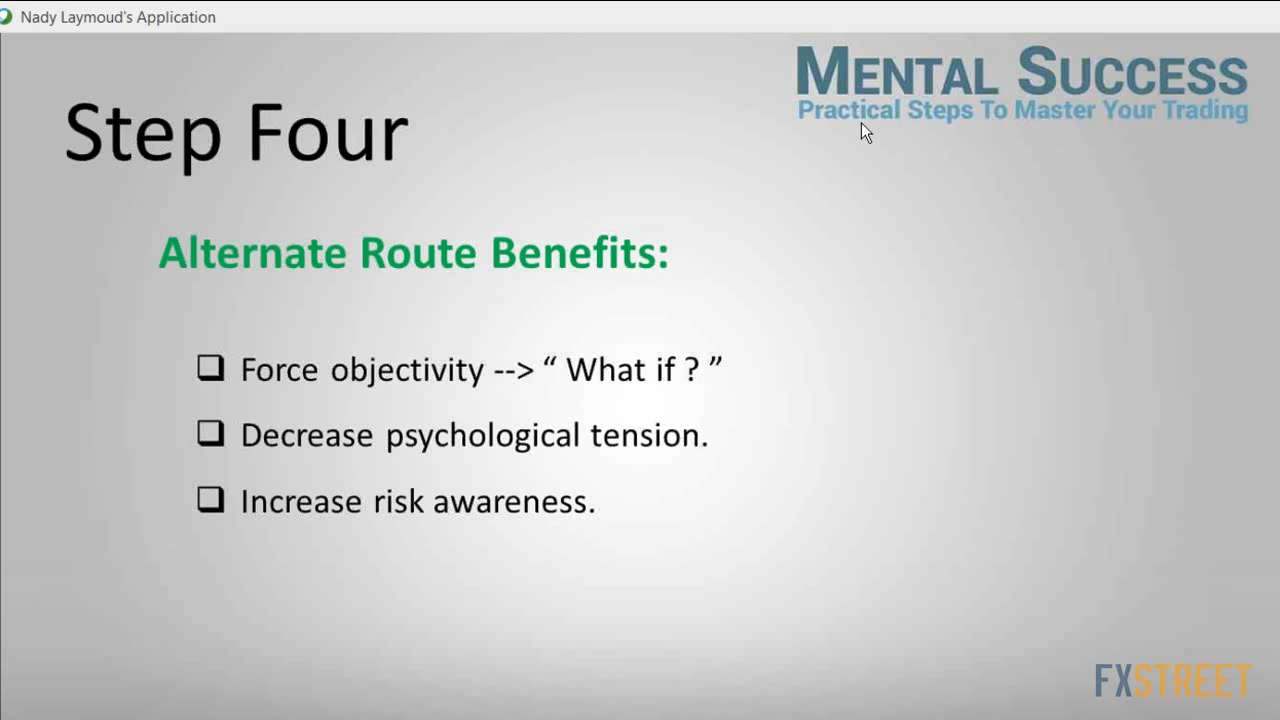 Nady Laymoud's Application
MENTAL SUCCESS
Practical Steps To Master Your Trading
Step Four
Alternate Route Benefits:
Force objectivity --> “ What if ? ”
Decrease psychological tension.
Increase risk awareness.
FXSTREET